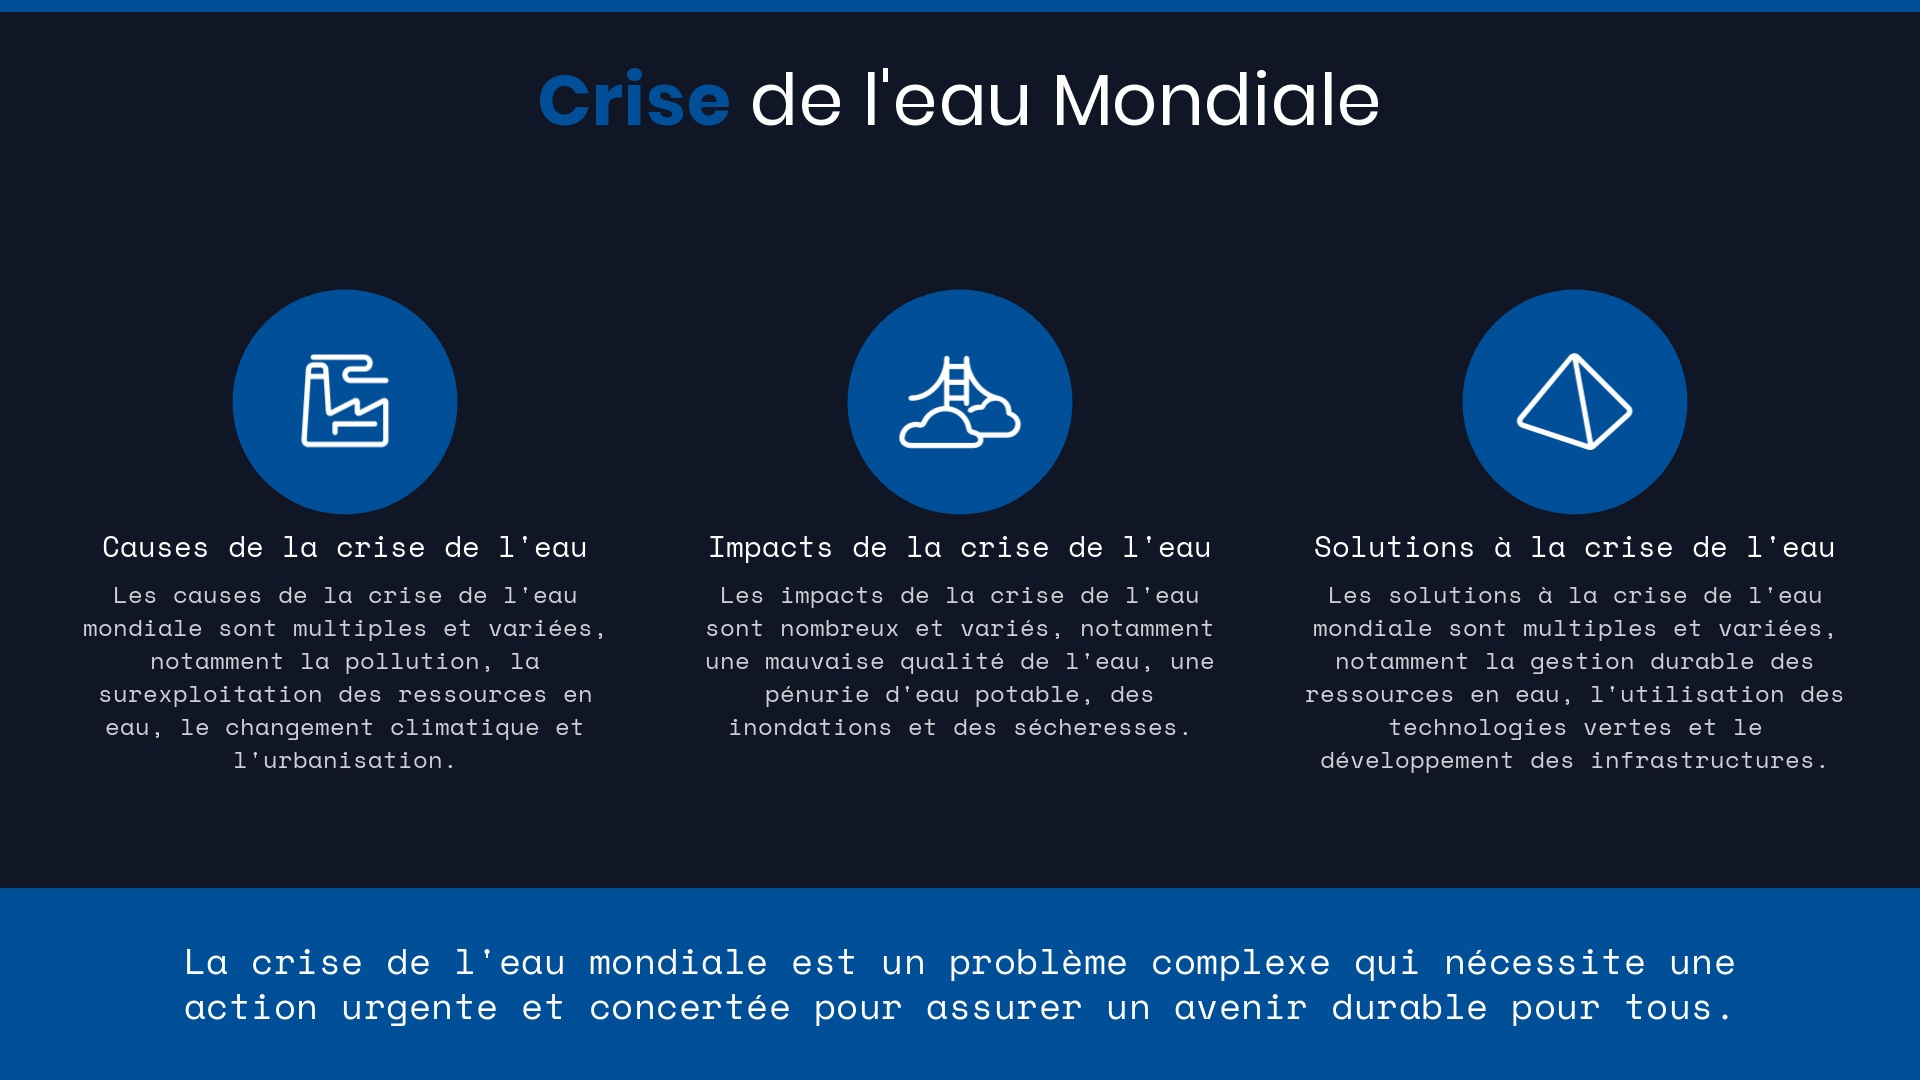 Crise de l'eau Mondiale
Causes de la crise de l'eau
Les causes de la crise de l'eau
mondiale sont multiples et variées,
notamment la pollution, la
surexploitation des ressources en
eau, le changement climatique et
l'urbanisation.
Impacts de la crise de l'eau
Les impacts de la crise de l'eau
sont nombreux et variés, notamment
une mauvaise qualité de l'eau, une
pénurie d'eau potable, des
inondations et des sécheresses.
Solutions à la crise de l'eau
Les solutions à la crise de l'eau
mondiale sont multiples et variées,
notamment la gestion durable des
ressources en eau, l'utilisation des
technologies vertes et le
développement des infrastructures.
La crise de l'eau mondiale est un problème complexe qui nécessite une
action urgente et concertée pour assurer un avenir durable pour tous.